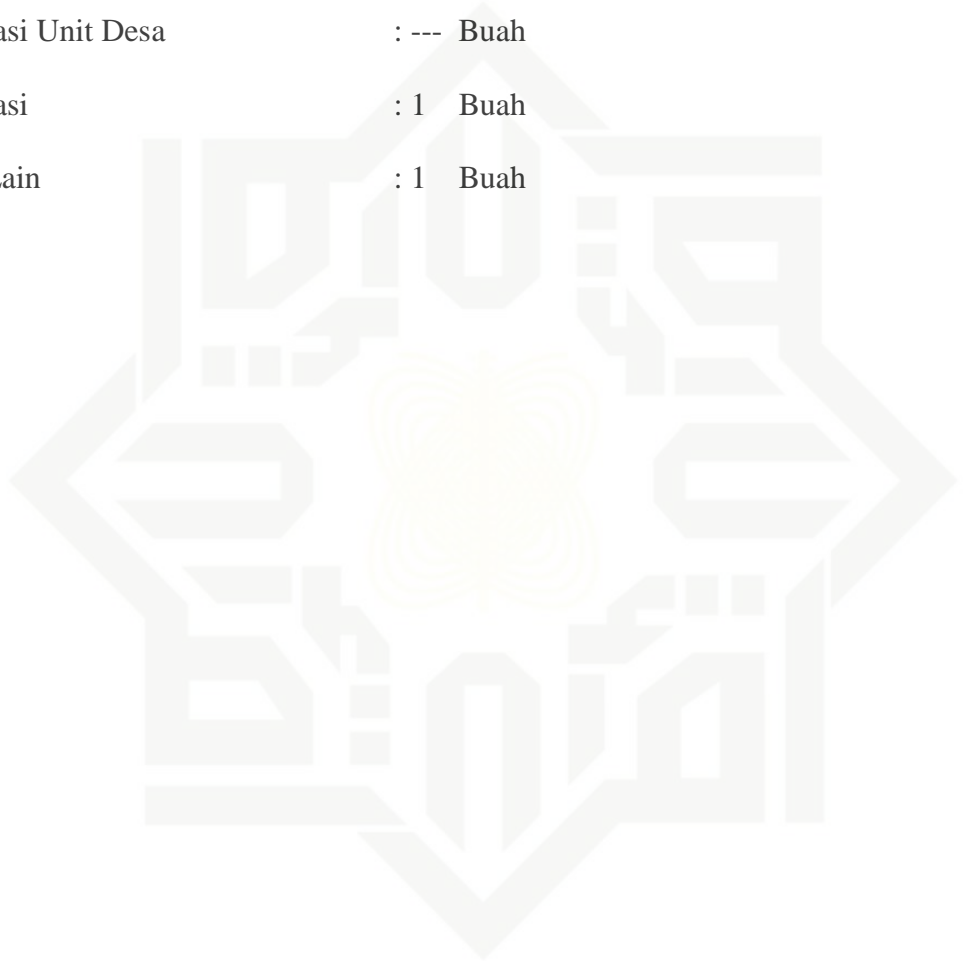 asi Unit Desa : --- Buah
asi : 1 Buah
ain : 1 Buah